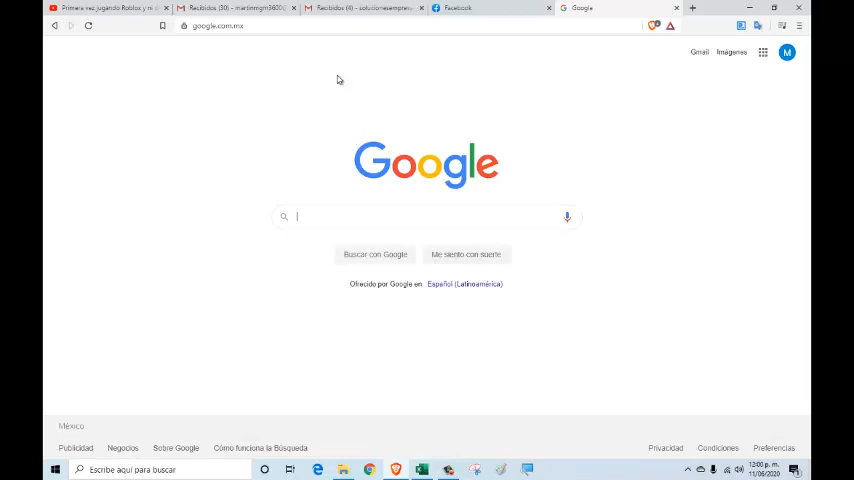 Primera vez jugando Roblox y ni d
Recibidos (30) - martinmgm3600@
Recibidos (4) - solucionesempresa
Facebook
Google
google.com.mx
Gmail Imágenes
M
Google
Buscar con Google
Me siento con suerte
Ofrecido por Google en: Español (Latinoamérica)
México
Publicidad Negocios Sobre Google Cómo funciona la Búsqueda
Privacidad Condiciones Preferencias
Escribe aquí para buscar
12:00 p. m.
11/06/2020